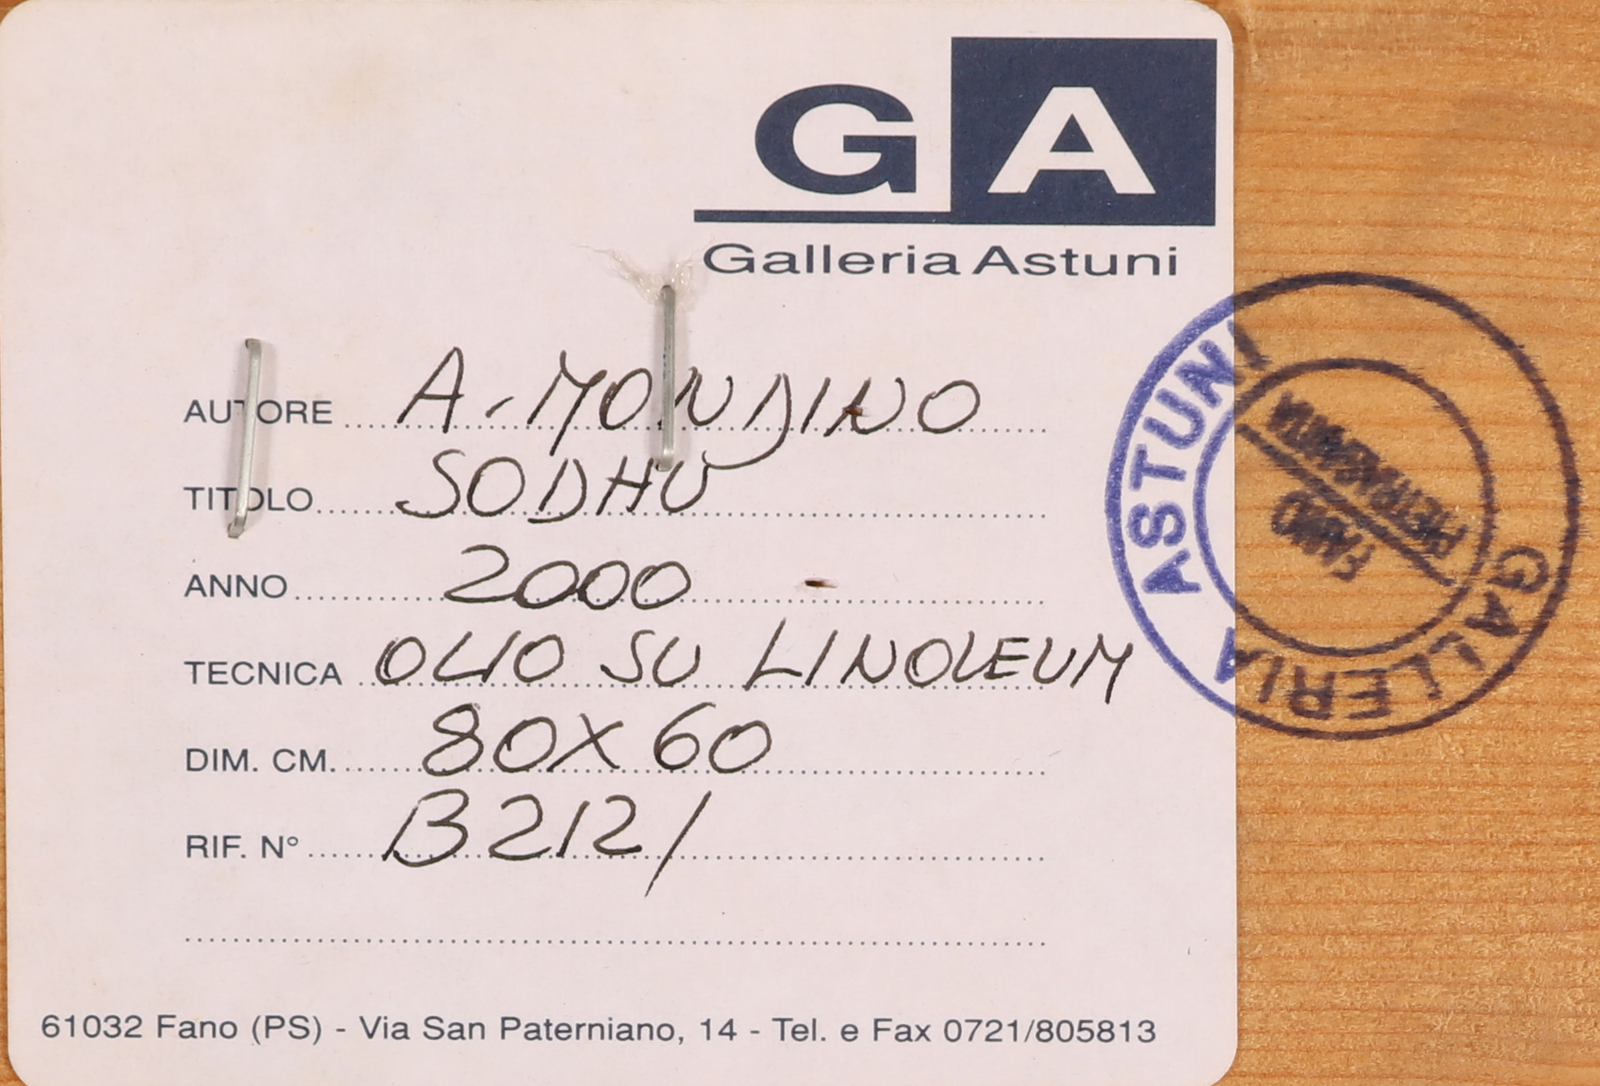 GA
Galleria Astuni
AUTORE A. MONDINO
TITOLO SODHU
ANNO 2000
TECNICA OLIO SU LINOLEUM
DIM. CM. 80X60
RIF. N° B212/
61032 Fano (PS) - Via San Paterniano, 14 - Tel. e Fax 0721/805813
GALLERIA ASTUNI
FANO
PIETRASANTA